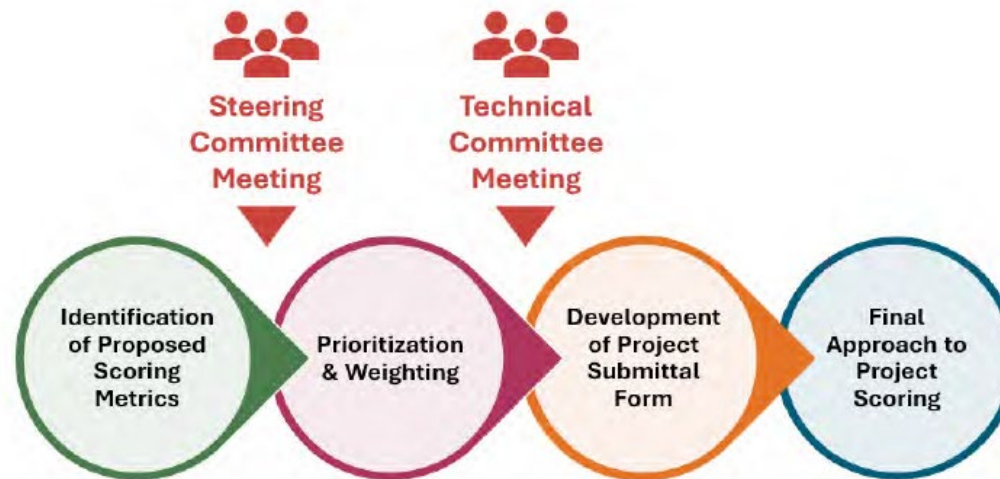 Steering
Committee
Meeting
Technical
Committee
Meeting
Identification
of Proposed
Scoring
Metrics
Prioritization
& Weighting
Development
of Project
Submittal
Form
Final
Approach to
Project
Scoring